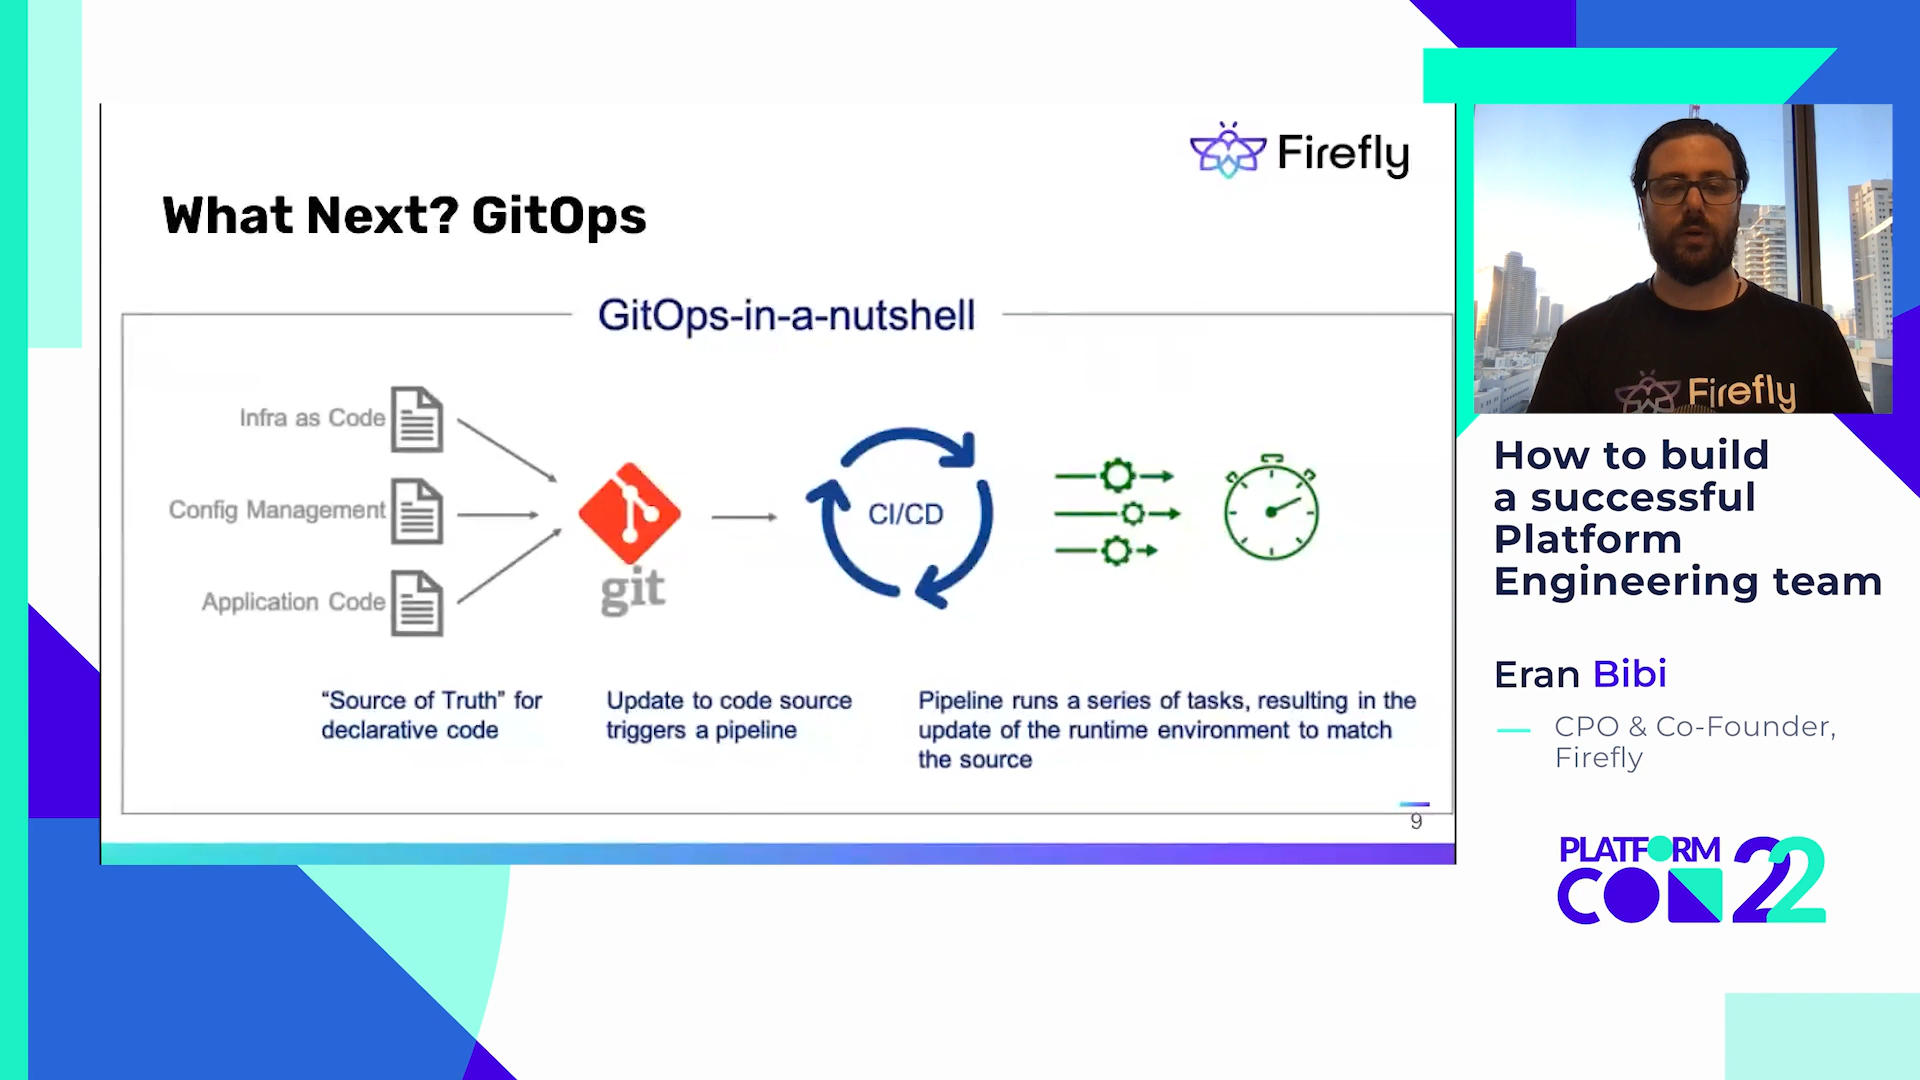 Firefly
What Next? GitOps
GitOps-in-a-nutshell
Infra as Code
Config Management
Application Code
git
CI/CD
“Source of Truth” for
declarative code
Update to code source
triggers a pipeline
Pipeline runs a series of tasks, resulting in the
update of the runtime environment to match
the source
9
Firefly
How to build
a successful
Platform
Engineering team
Eran Bibi
CPO & Co-Founder,
Firefly
PLATFORM
CON 22